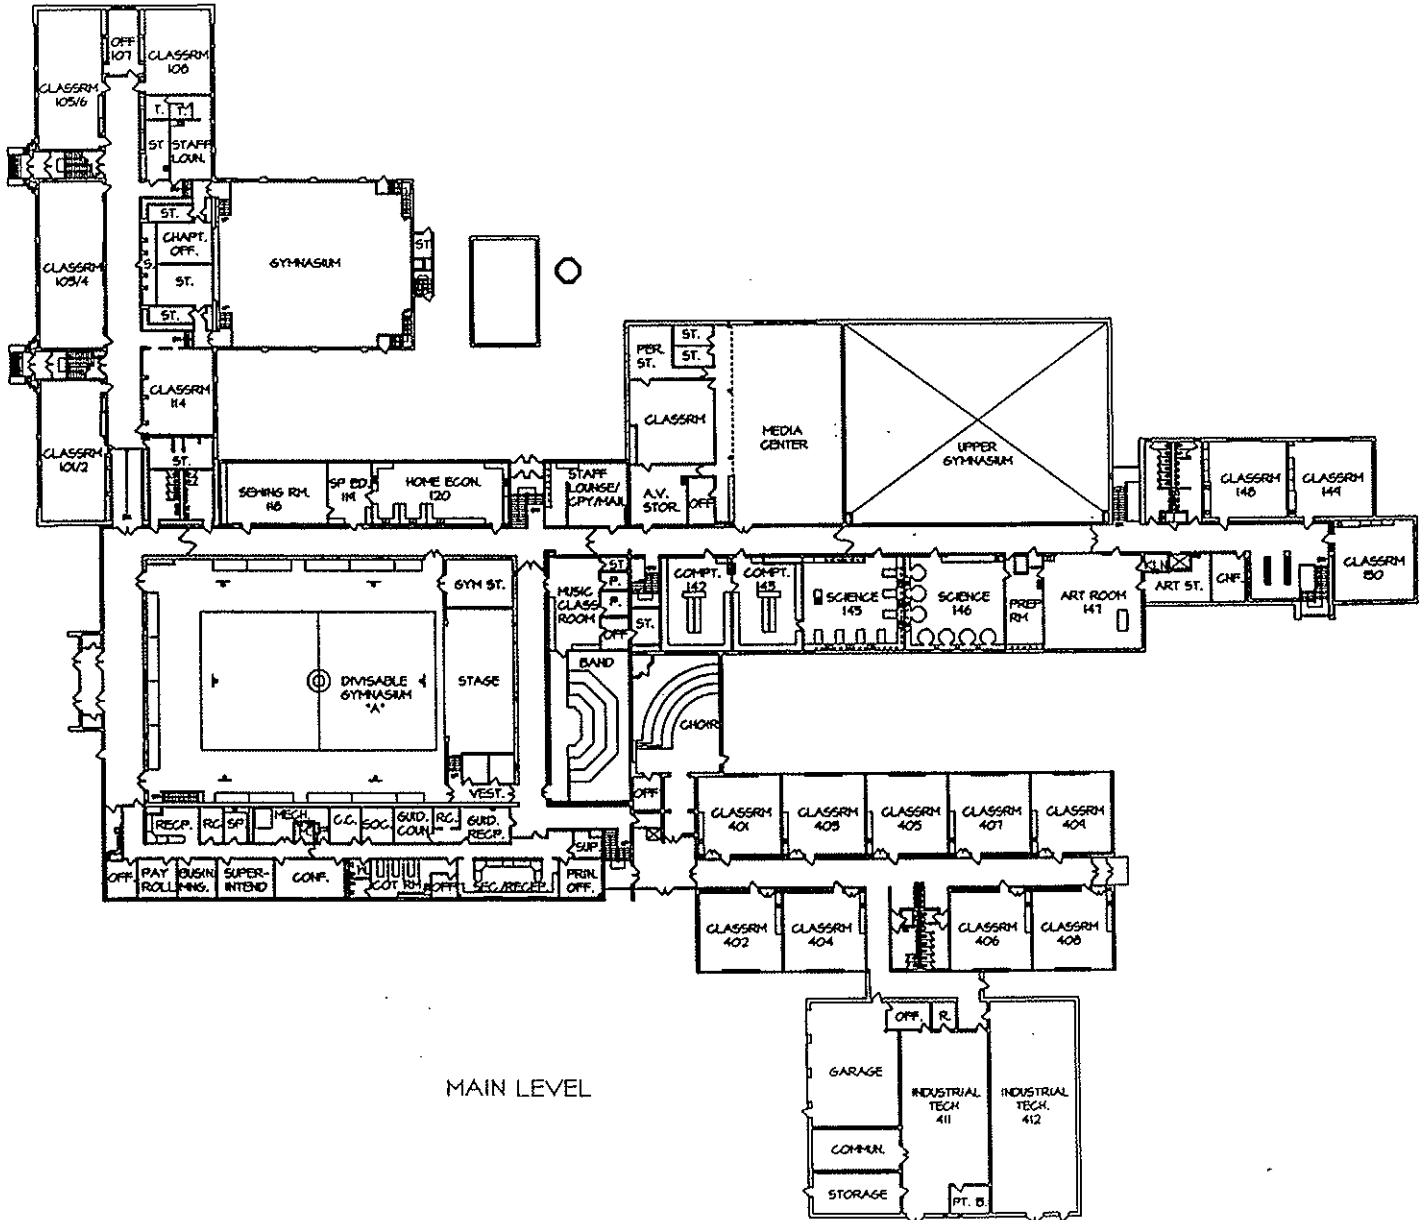 OFF
107
CLASSRM
108
CLASSRM
105/6
T.
T.
ST
STAFF
LOUN.
ST.
CHAPT.
OFF.
S.
ST.
ST.
CLASSRM
103/4
GYMNASIUM
ST
CLASSRM
114
CLASSRM
101/2
ST.
SEWING RM.
118
SP ED.
119
HOME ECON.
120
STAFF
LOUNGE/
CPY/MAIL
PER.
ST.
ST.
ST.
CLASSRM
A.V.
STOR.
OFF
MEDIA
CENTER
UPPER
GYMNASIUM
CLASSRM
148
CLASSRM
149
CLASSRM
150
GYM ST.
MUSIC
CLASS
ROOM
ST.
P.
P.
OFF
ST.
COMPT.
142
COMPT.
143
SCIENCE
145
SCIENCE
146
PREP
RM
ART ROOM
147
KLN
ART ST.
CNF.
DIVISABLE
GYMNASIUM
"A"
STAGE
BAND
CHOIR
VEST.
OFF
RECP.
RC.
SP.
MECH.
C.C.
SOC.
GUID.
COUN.
R.C.
GUID.
RECP.
SUP.
OFF.
PAY
ROLL
BUSIN.
MNG.
SUPER-
INTEND
CONF.
COT RM.
OFF
SEC./RECEP.
PRIN.
OFF.
CLASSRM
401
CLASSRM
403
CLASSRM
405
CLASSRM
407
CLASSRM
409
CLASSRM
402
CLASSRM
404
CLASSRM
406
CLASSRM
408
OFF.
R.
GARAGE
INDUSTRIAL
TECH
411
INDUSTRIAL
TECH.
412
COMMUN.
STORAGE
PT. B.
MAIN LEVEL